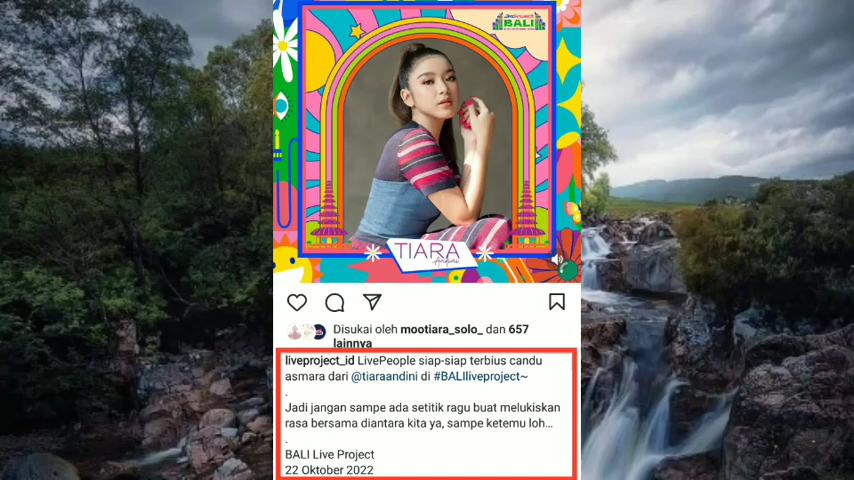 BALI
TIARA
Andini
Disukai oleh mootiara_solo_ dan 657
lainnya
liveproject_id LivePeople siap-siap terbius candu
asmara dari @tiaraandini di #BALIliveproject~
.
Jadi jangan sampe ada setitik ragu buat melukiskan
rasa bersama diantara kita ya, sampe ketemu loh...
.
BALI Live Project
22 Oktober 2022